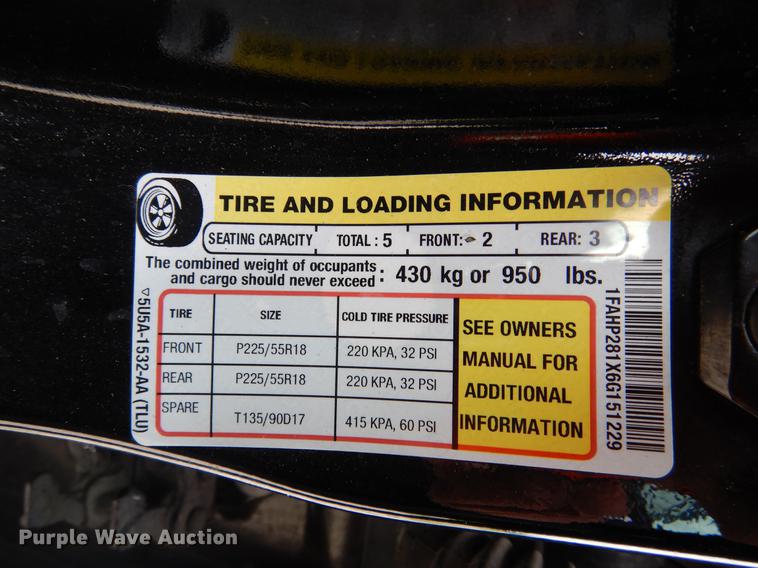 TIRE AND LOADING INFORMATION
SEATING CAPACITY TOTAL : 5 FRONT: 2 REAR: 3
The combined weight of occupants
and cargo should never exceed : 430 kg or 950 lbs.
TIRE SIZE COLD TIRE PRESSURE
FRONT P225/55R18 220 KPA, 32 PSI
REAR P225/55R18 220 KPA, 32 PSI
SPARE T135/90D17 415 KPA, 60 PSI
SEE OWNERS
MANUAL FOR
ADDITIONAL
INFORMATION
5U5A-1532-AA (TLU)
1FAHP281X6G151229
Purple Wave Auction